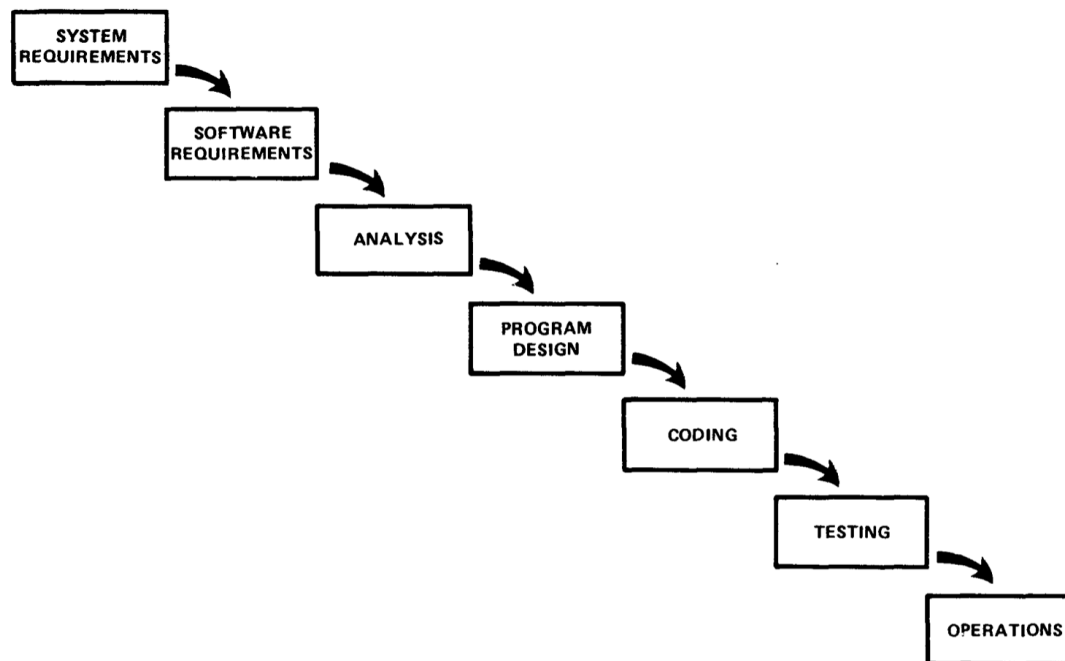 SYSTEM
REQUIREMENTS
SOFTWARE
REQUIREMENTS
ANALYSIS
PROGRAM
DESIGN
CODING
TESTING
OPERATIONS